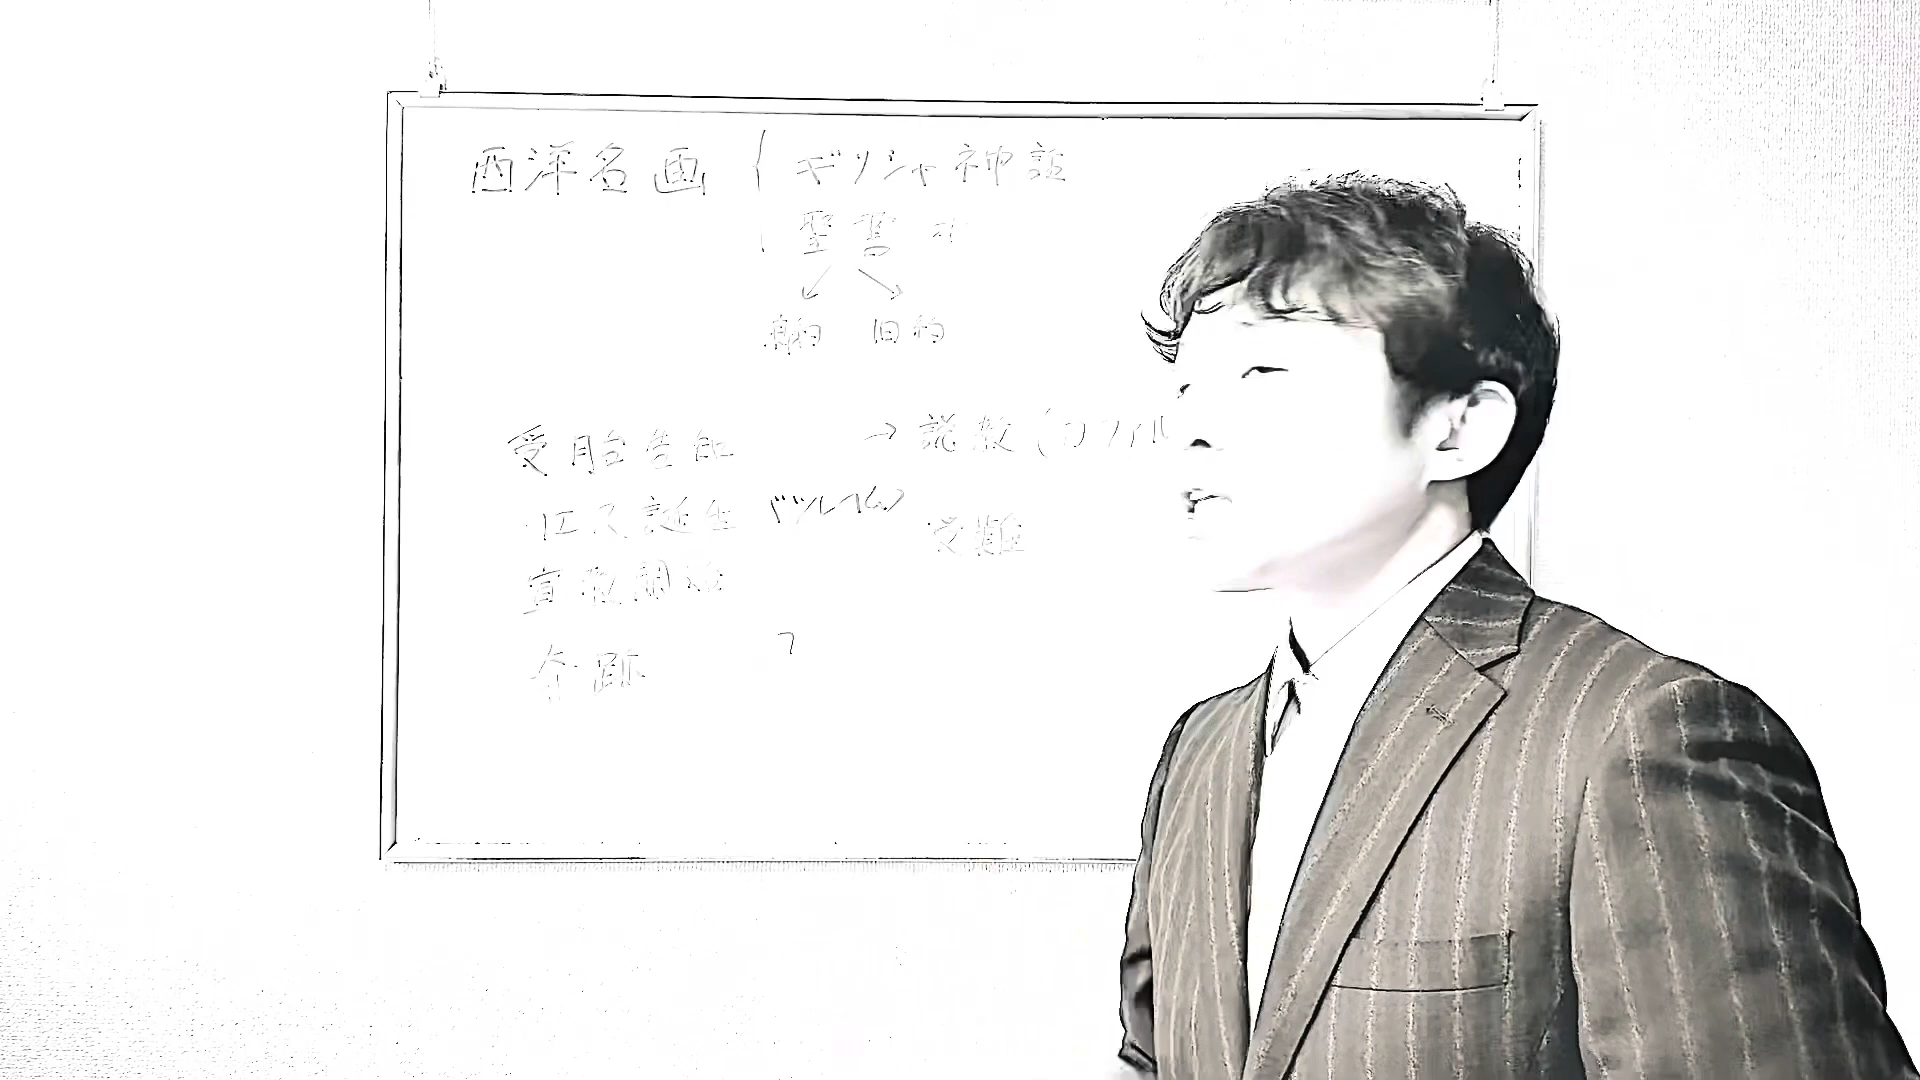 西洋名画 { ギリシャ神話
聖書
新約 旧約
受胎告知
→ 説教 (
イエス誕生 (ベツレヘム)
受難
宣教開始
奇跡